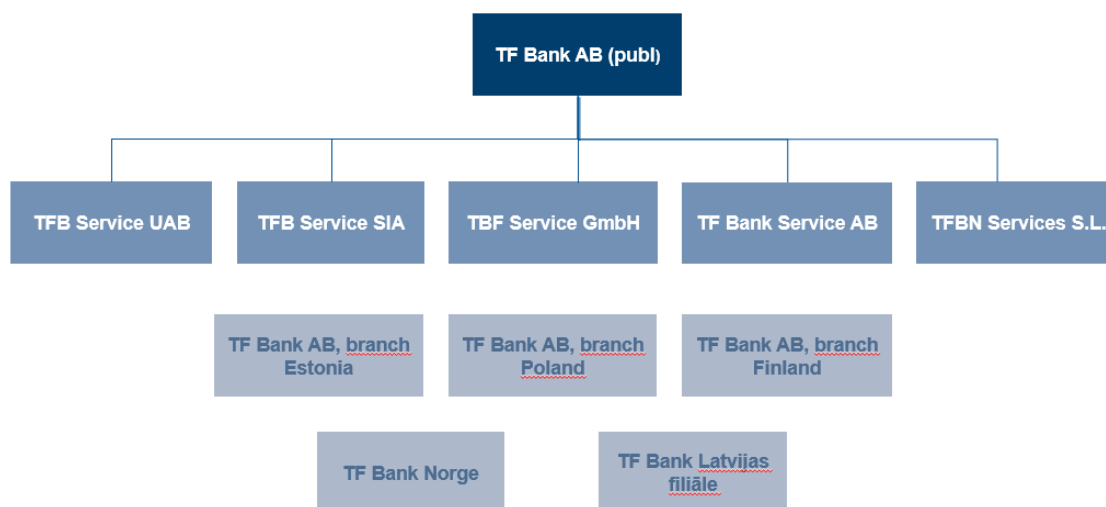 TF Bank AB (publ)
TFB Service UAB
TFB Service SIA
TBF Service GmbH
TF Bank Service AB
TFBN Services S.L.
TF Bank AB, branch
Estonia
TF Bank AB, branch
Poland
TF Bank AB, branch
Finland
TF Bank Norge
TF Bank Latvijas
filiāle